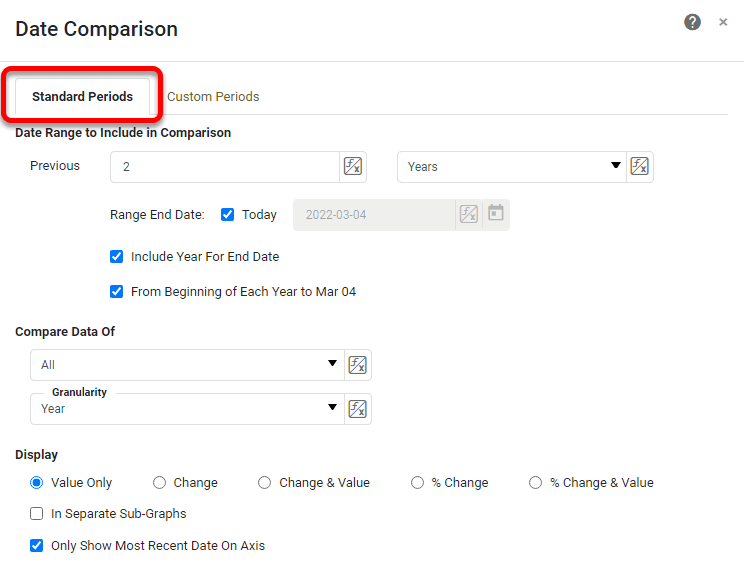 Date Comparison
? ×
Standard Periods Custom Periods
Date Range to Include in Comparison
Previous 2 f/x Years f/x
Range End Date: Today 2022-03-04 f/x
Include Year For End Date
From Beginning of Each Year to Mar 04
Compare Data Of
All f/x
Granularity
Year f/x
Display
Value Only Change Change & Value % Change % Change & Value
In Separate Sub-Graphs
Only Show Most Recent Date On Axis